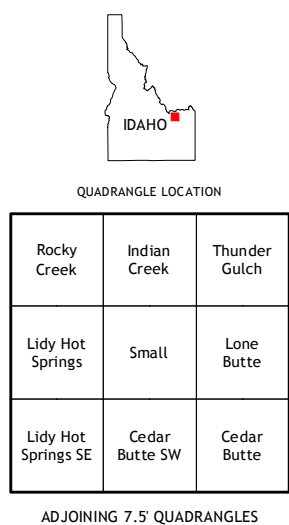 IDAHO
QUADRANGLE LOCATION
Rocky
Creek
Indian
Creek
Thunder
Gulch
Lidy Hot
Springs
Small
Lone
Butte
Lidy Hot
Springs SE
Cedar
Butte SW
Cedar
Butte
ADJOINING 7.5' QUADRANGLES